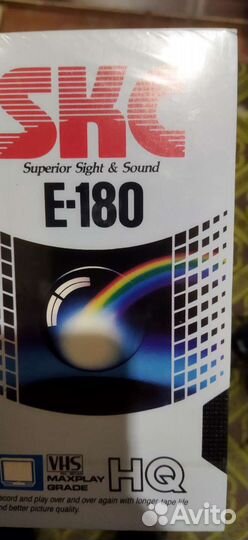 SKC
Superior Sight & Sound
E-180
VHS
MAXPLAY
GRADE
HQ
record and play over and over again with longer tape life
and better picture quality.
Avito